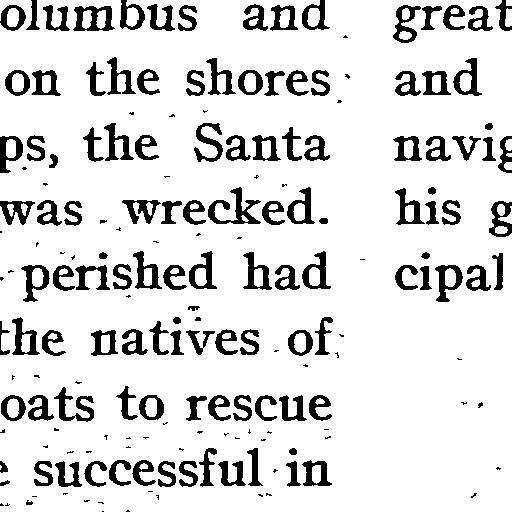 olumbus and
on the shores
ps, the Santa
was wrecked.
perished had
the natives of
oats to rescue
e successful in
great
and
navig
his g
cipal